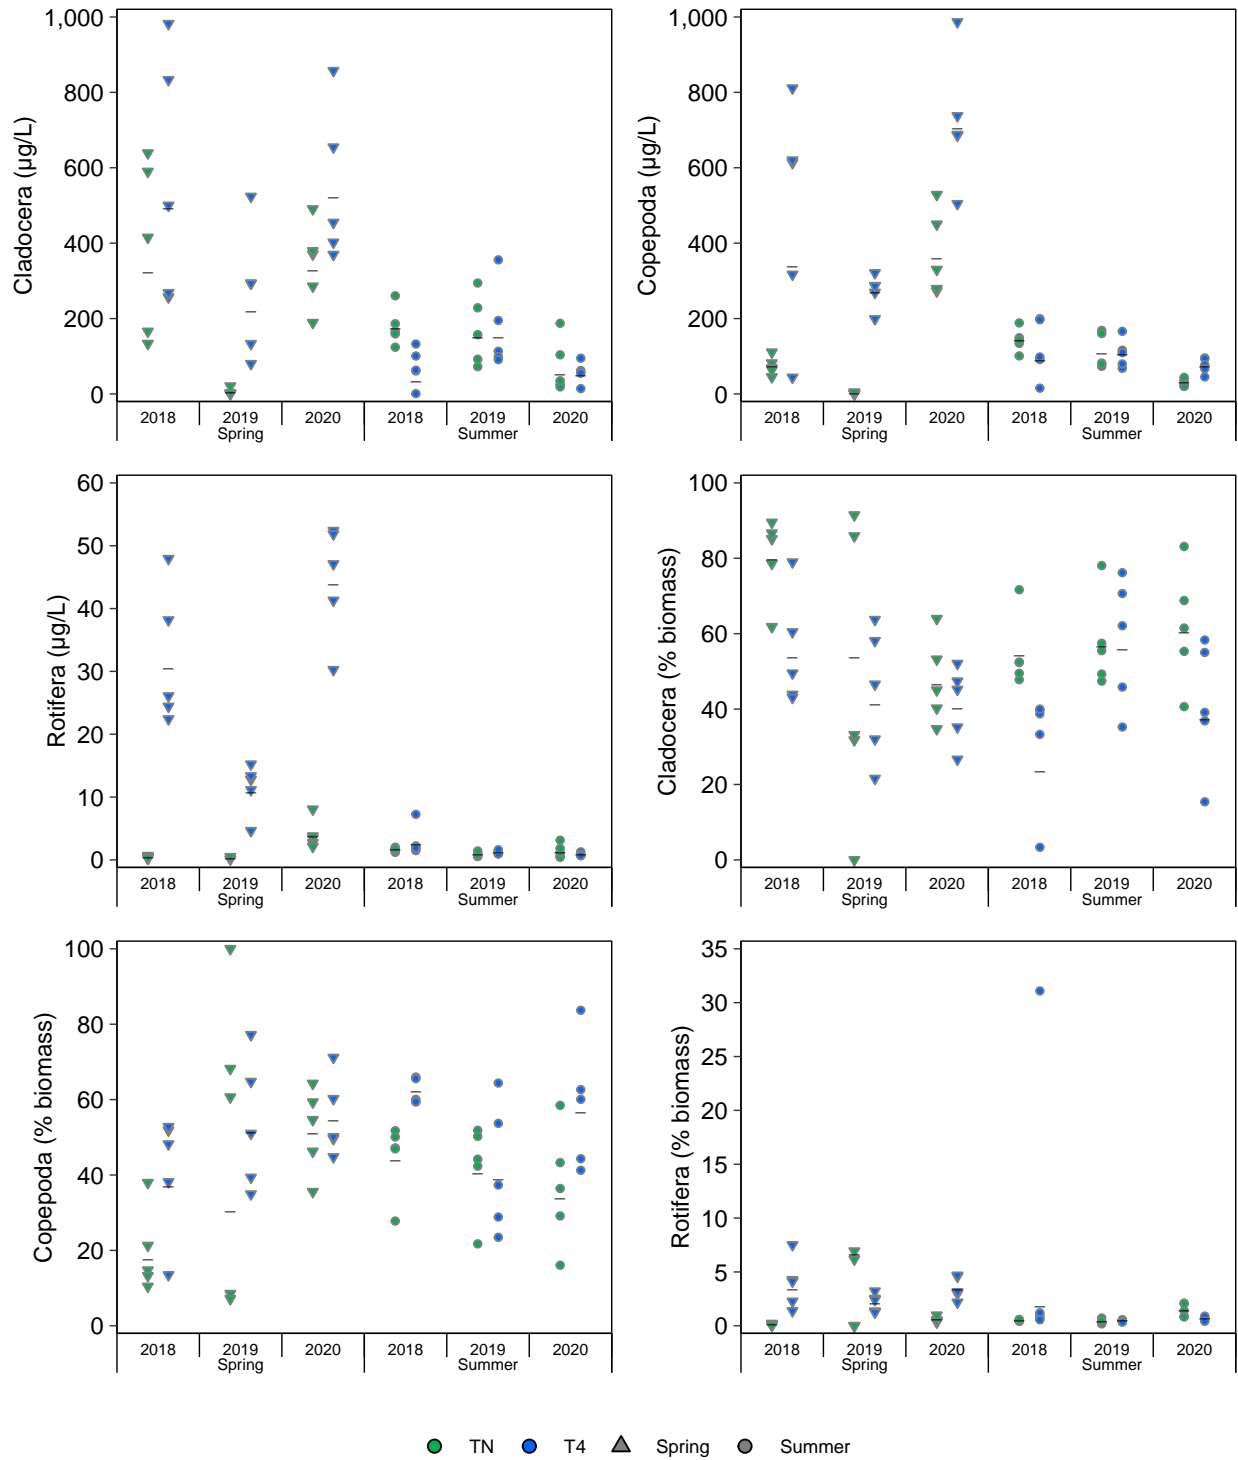 Cladocera (µg/L)
1,000
800
600
400
200
0
2018 2019 2020 2018 2019 2020
Spring Summer
Copepoda (µg/L)
1,000
800
600
400
200
0
2018 2019 2020 2018 2019 2020
Spring Summer
Rotifera (µg/L)
60
50
40
30
20
10
0
2018 2019 2020 2018 2019 2020
Spring Summer
Cladocera (% biomass)
100
80
60
40
20
0
2018 2019 2020 2018 2019 2020
Spring Summer
Copepoda (% biomass)
100
80
60
40
20
0
2018 2019 2020 2018 2019 2020
Spring Summer
Rotifera (% biomass)
35
30
25
20
15
10
5
0
2018 2019 2020 2018 2019 2020
Spring Summer
TN T4 Spring Summer